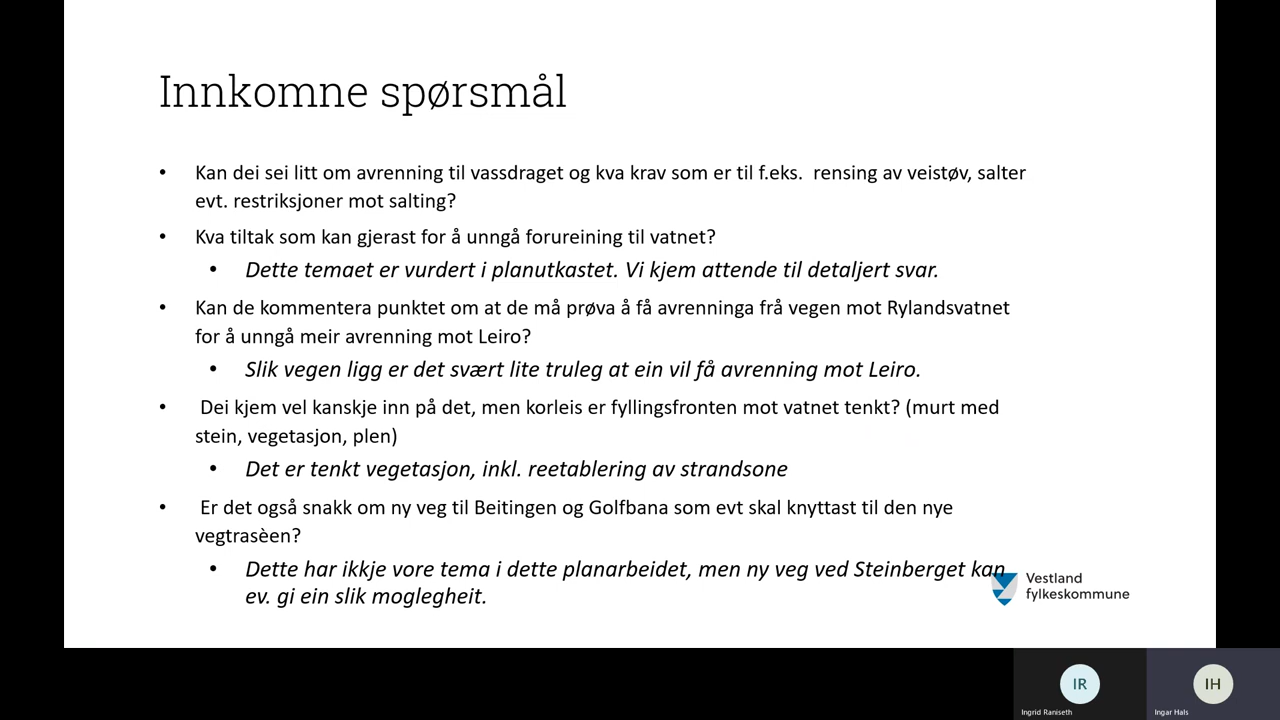 Innkomne spørsmål
• Kan dei sei litt om avrenning til vassdraget og kva krav som er til f.eks.  rensing av veistøv, salter
evt. restriksjoner mot salting?
• Kva tiltak som kan gjerast for å unngå forureining til vatnet?
• Dette temaet er vurdert i planutkastet. Vi kjem attende til detaljert svar.
• Kan de kommentera punktet om at de må prøva å få avrenninga frå vegen mot Rylandsvatnet
for å unngå meir avrenning mot Leiro?
• Slik vegen ligg er det svært lite truleg at ein vil få avrenning mot Leiro.
• Dei kjem vel kanskje inn på det, men korleis er fyllingsfronten mot vatnet tenkt? (murt med
stein, vegetasjon, plen)
• Det er tenkt vegetasjon, inkl. reetablering av strandsone
• Er det også snakk om ny veg til Beitingen og Golfbana som evt skal knyttast til den nye
vegtrasèen?
• Dette har ikkje vore tema i dette planarbeidet, men ny veg ved Steinberget kan
ev. gi ein slik moglegheit.
Vestland
fylkeskommune
IR
IH
Ingrid Raniseth
Ingar Hals